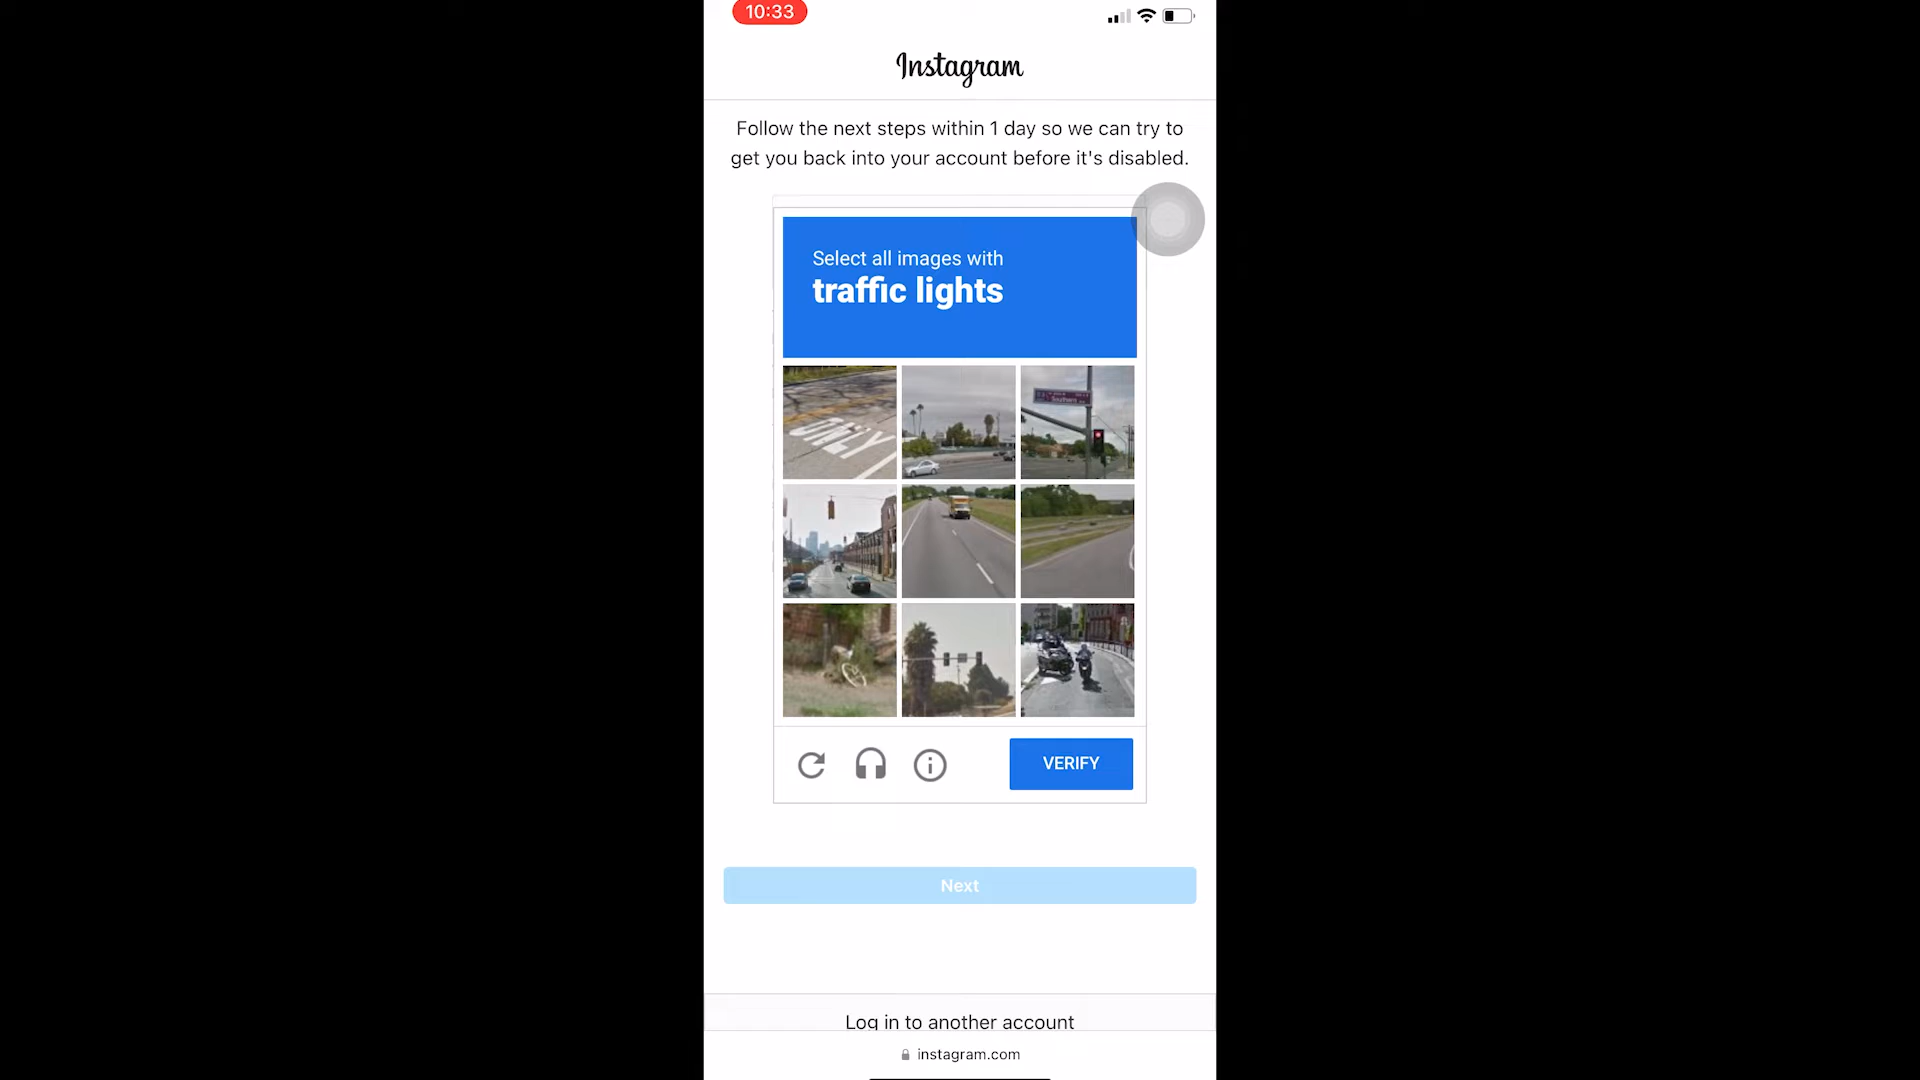 10:33
Instagram
Follow the next steps within 1 day so we can try to
get you back into your account before it's disabled.
Select all images with
traffic lights
ONLY
Southern
VERIFY
Next
Log in to another account
instagram.com